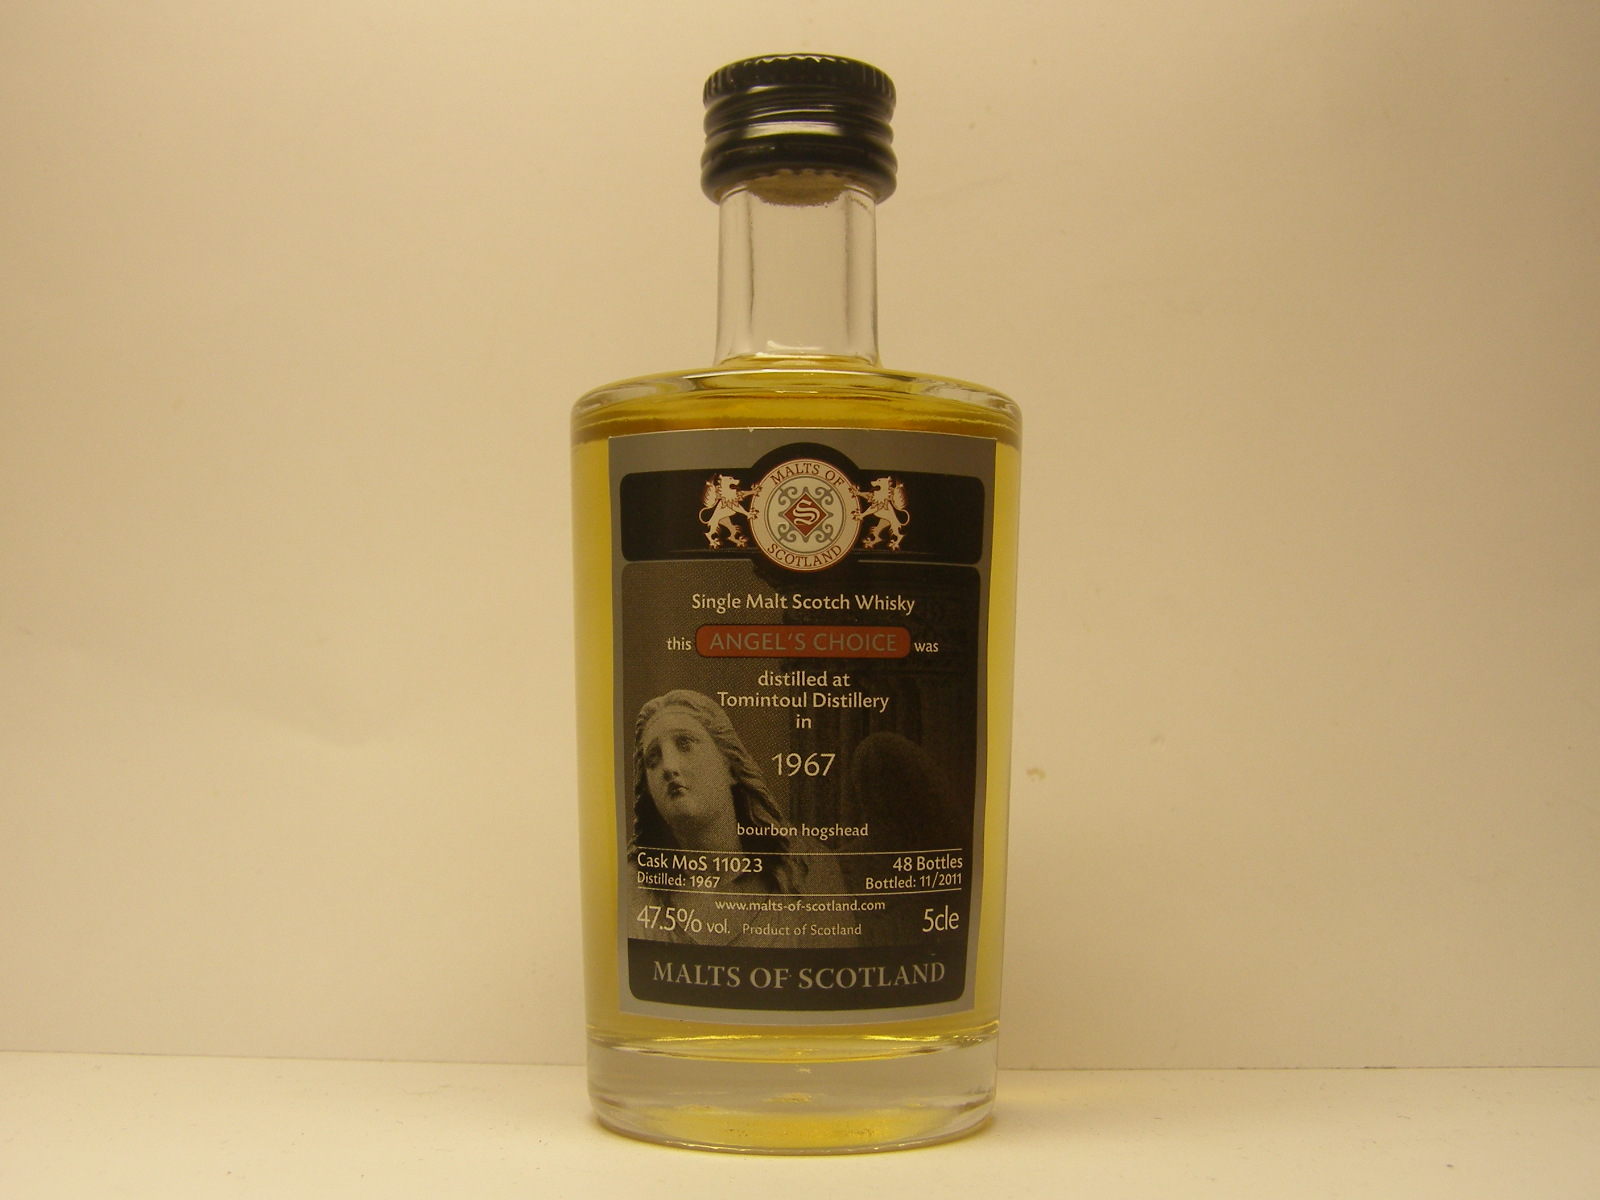 MALTS OF
S
SCOTLAND
Single Malt Scotch Whisky
this ANGEL'S CHOICE was
distilled at
Tomintoul Distillery
in
1967
bourbon hogshead
Cask MoS 11023 48 Bottles
Distilled: 1967 Bottled: 11/2011
www.malts-of-scotland.com
47.5% vol. Product of Scotland 5cle
MALTS OF SCOTLAND